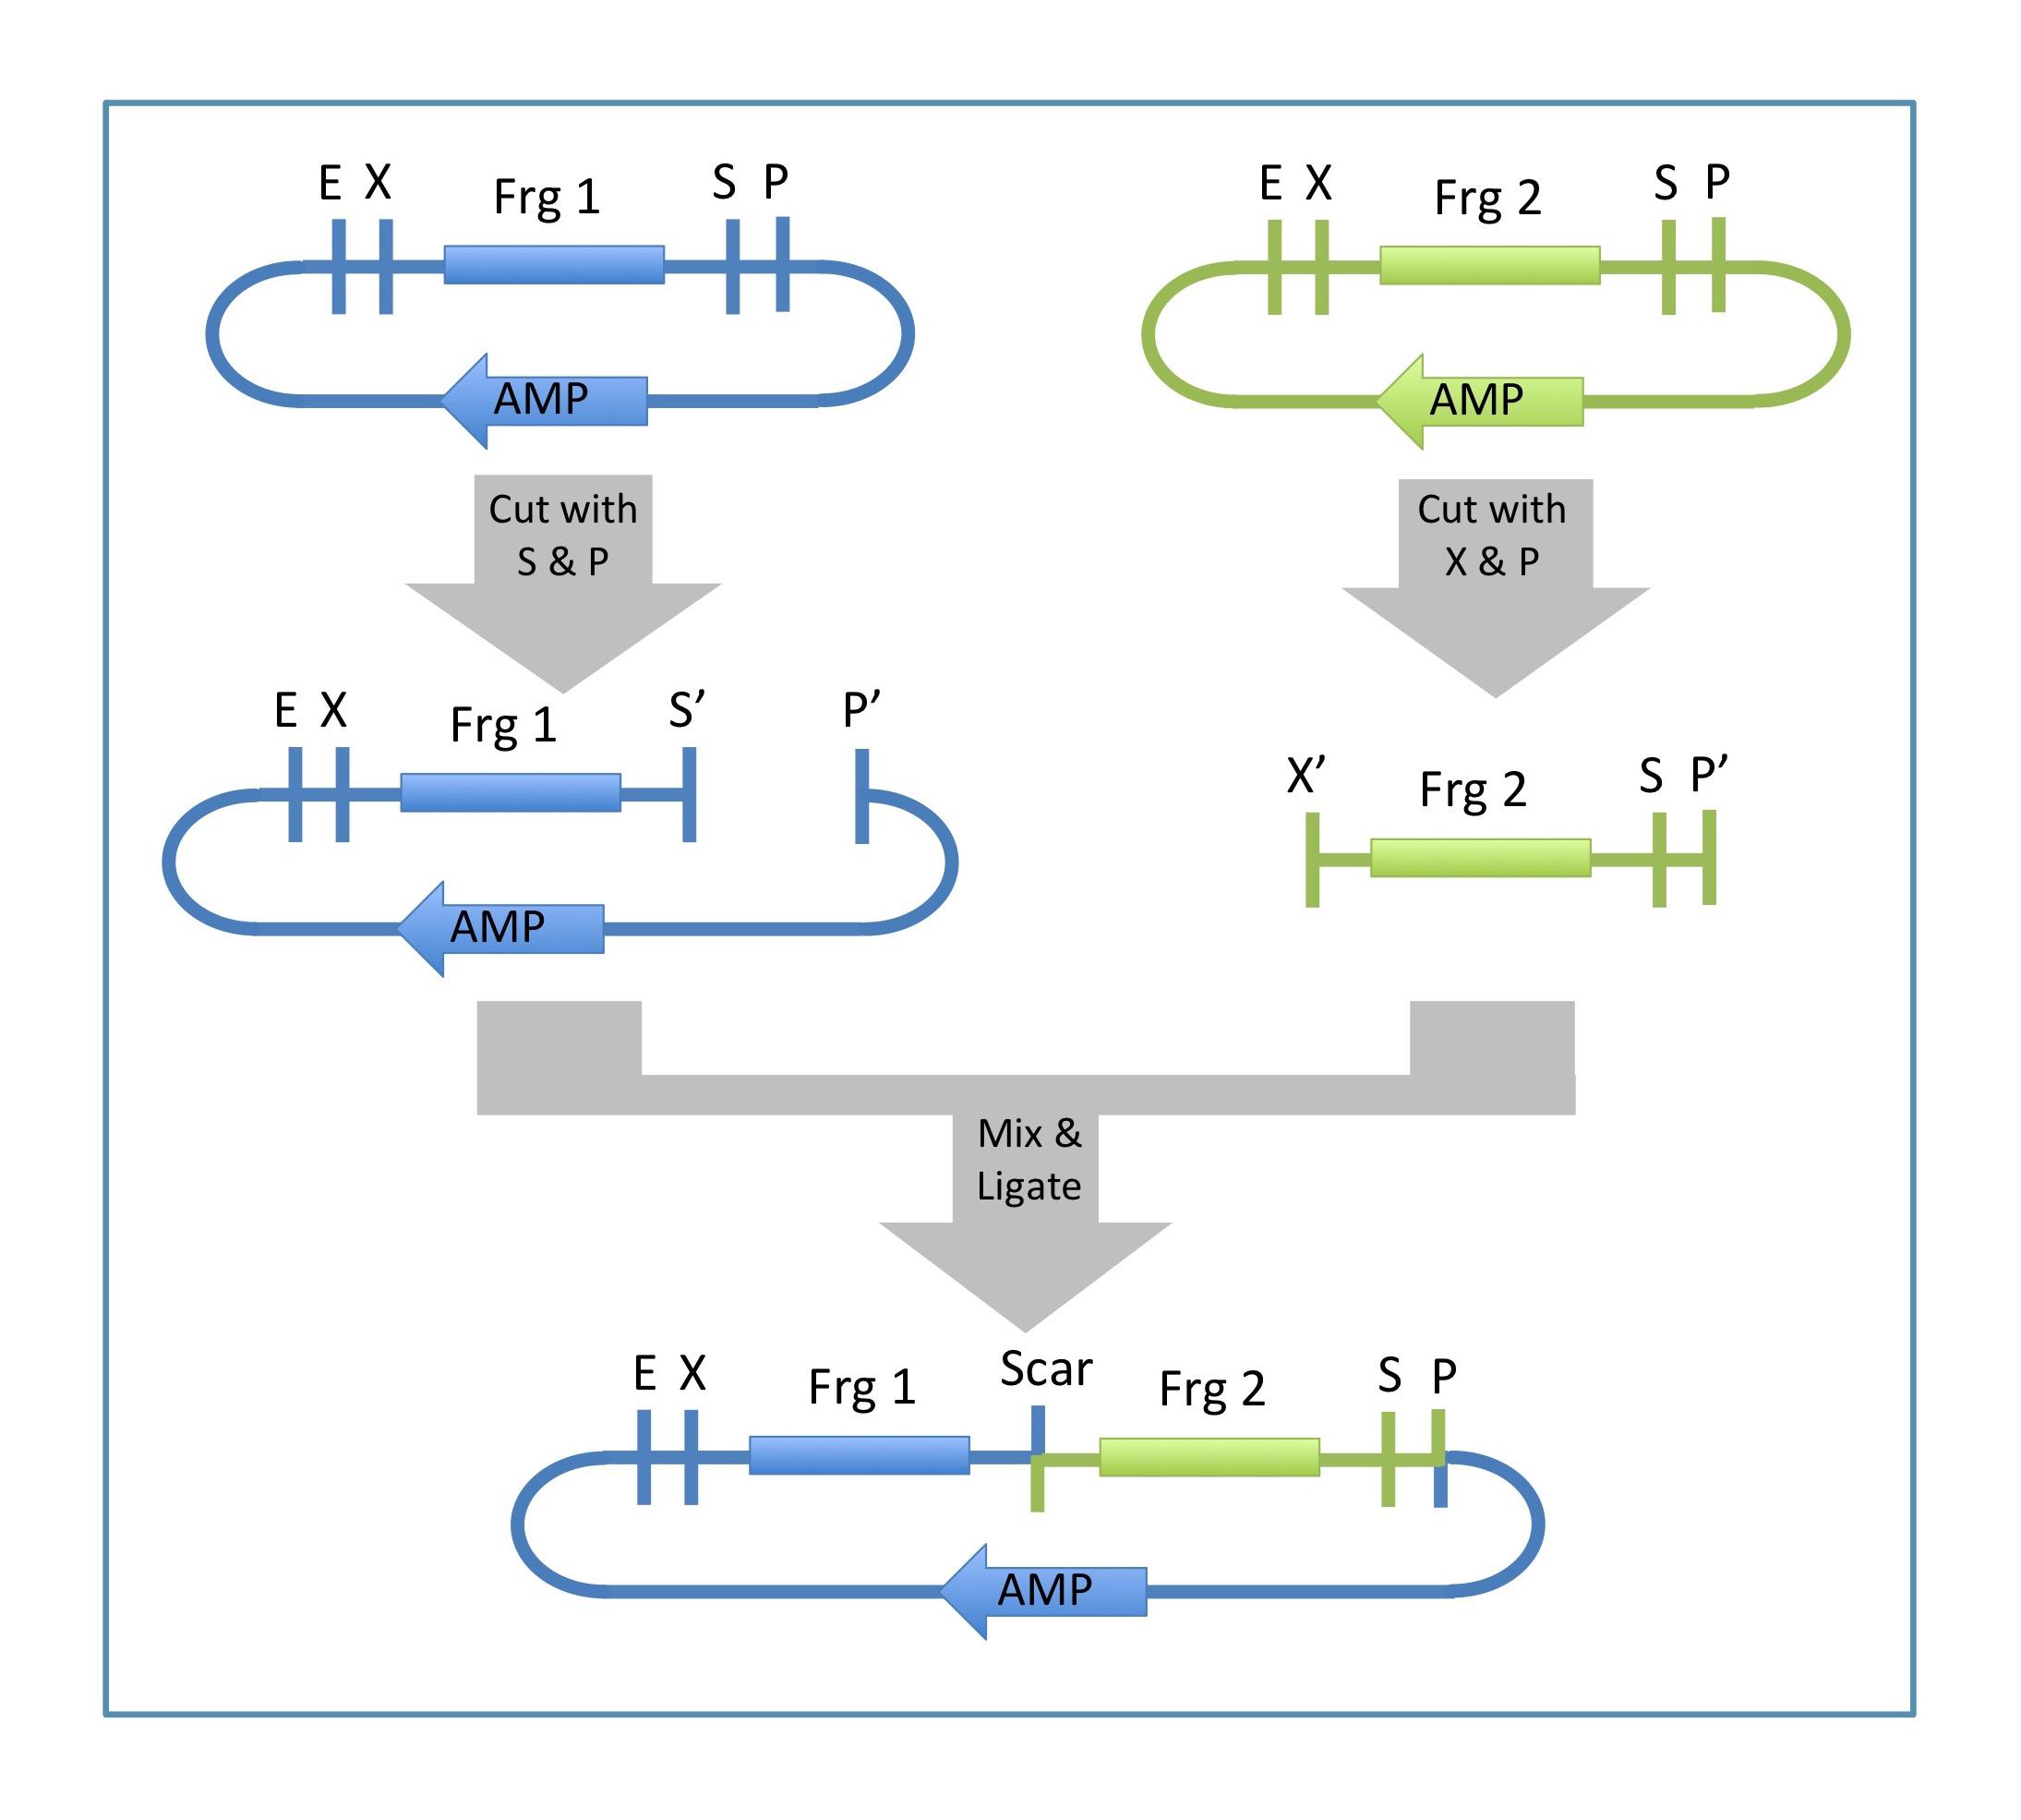 E X Frg 1 S P
AMP
Cut with
S & P
E X Frg 2 S P
AMP
Cut with
X & P
E X Frg 1 S’ P’
AMP
X’ Frg 2 S P’
Mix &
Ligate
E X Frg 1 Scar Frg 2 S P
AMP